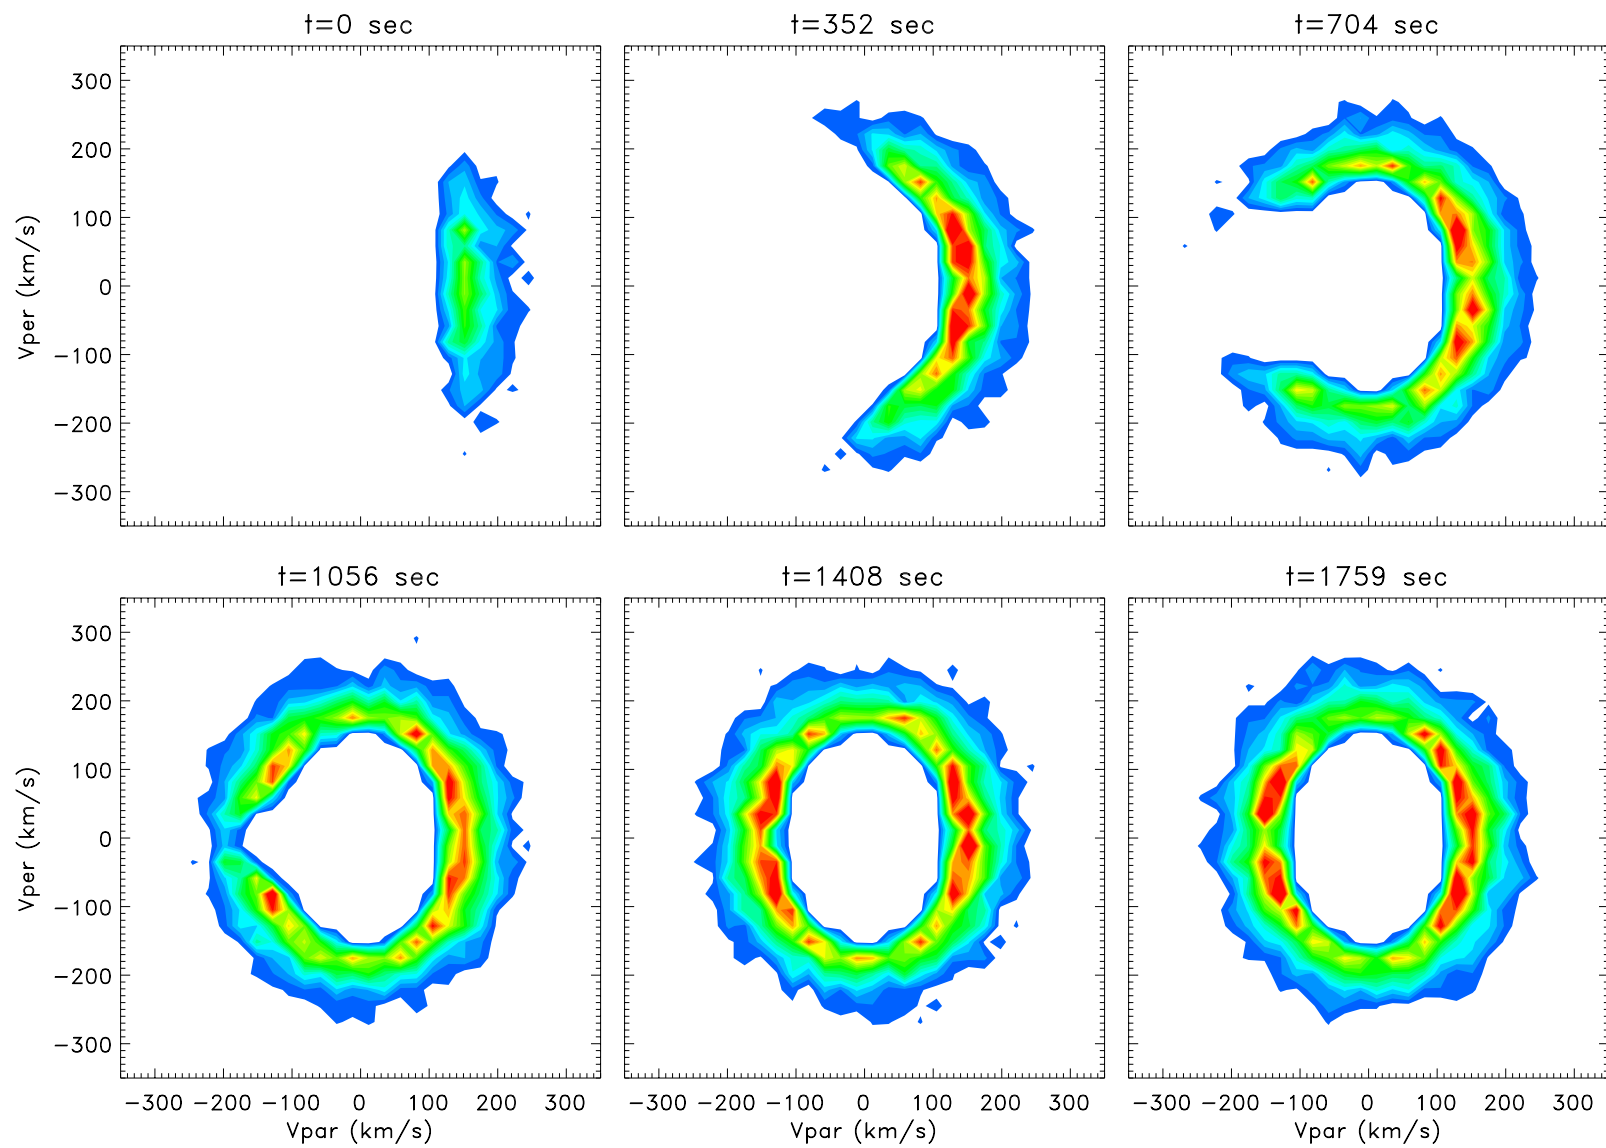 t=0 sec
t=352 sec
t=704 sec
300
200
100
0
-100
-200
-300
Vper (km/s)
t=1056 sec
t=1408 sec
t=1759 sec
300
200
100
0
-100
-200
-300
Vper (km/s)
-300 -200 -100 0 100 200 300
-300 -200 -100 0 100 200 300
-300 -200 -100 0 100 200 300
Vpar (km/s)
Vpar (km/s)
Vpar (km/s)